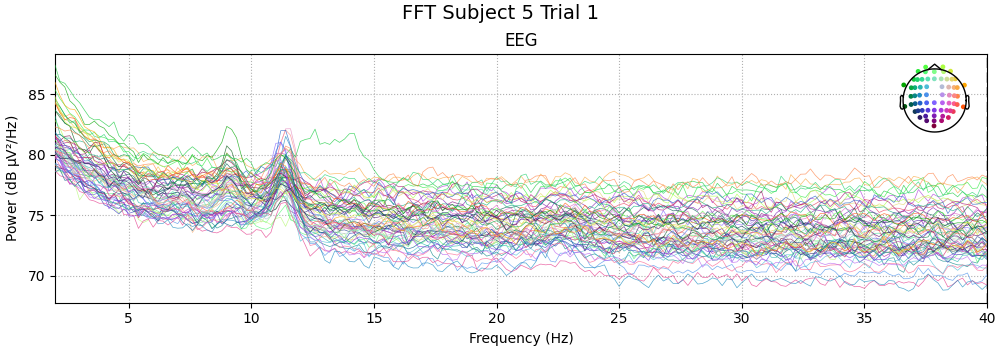 FFT Subject 5 Trial 1
EEG
Power (dB µV²/Hz)
85
80
75
70
5 10 15 20 25 30 35 40
Frequency (Hz)